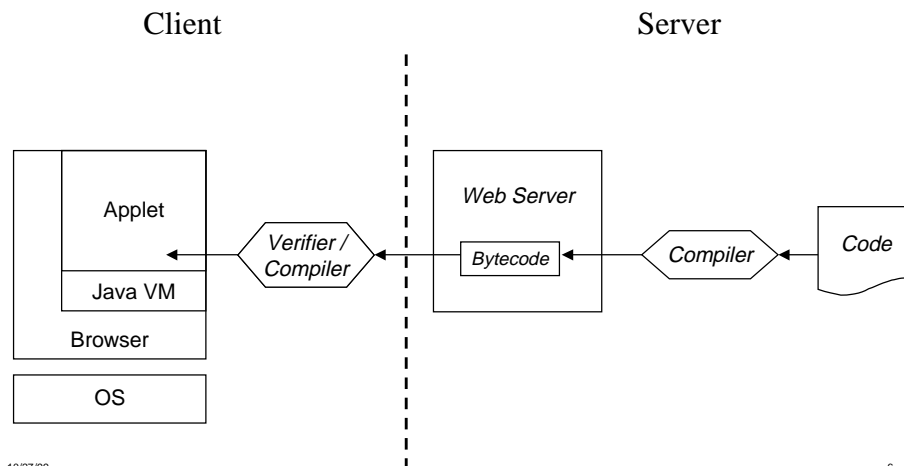 Client
Server
Applet
Java VM
Browser
OS
Verifier /
Compiler
Web Server
Bytecode
Compiler
Code